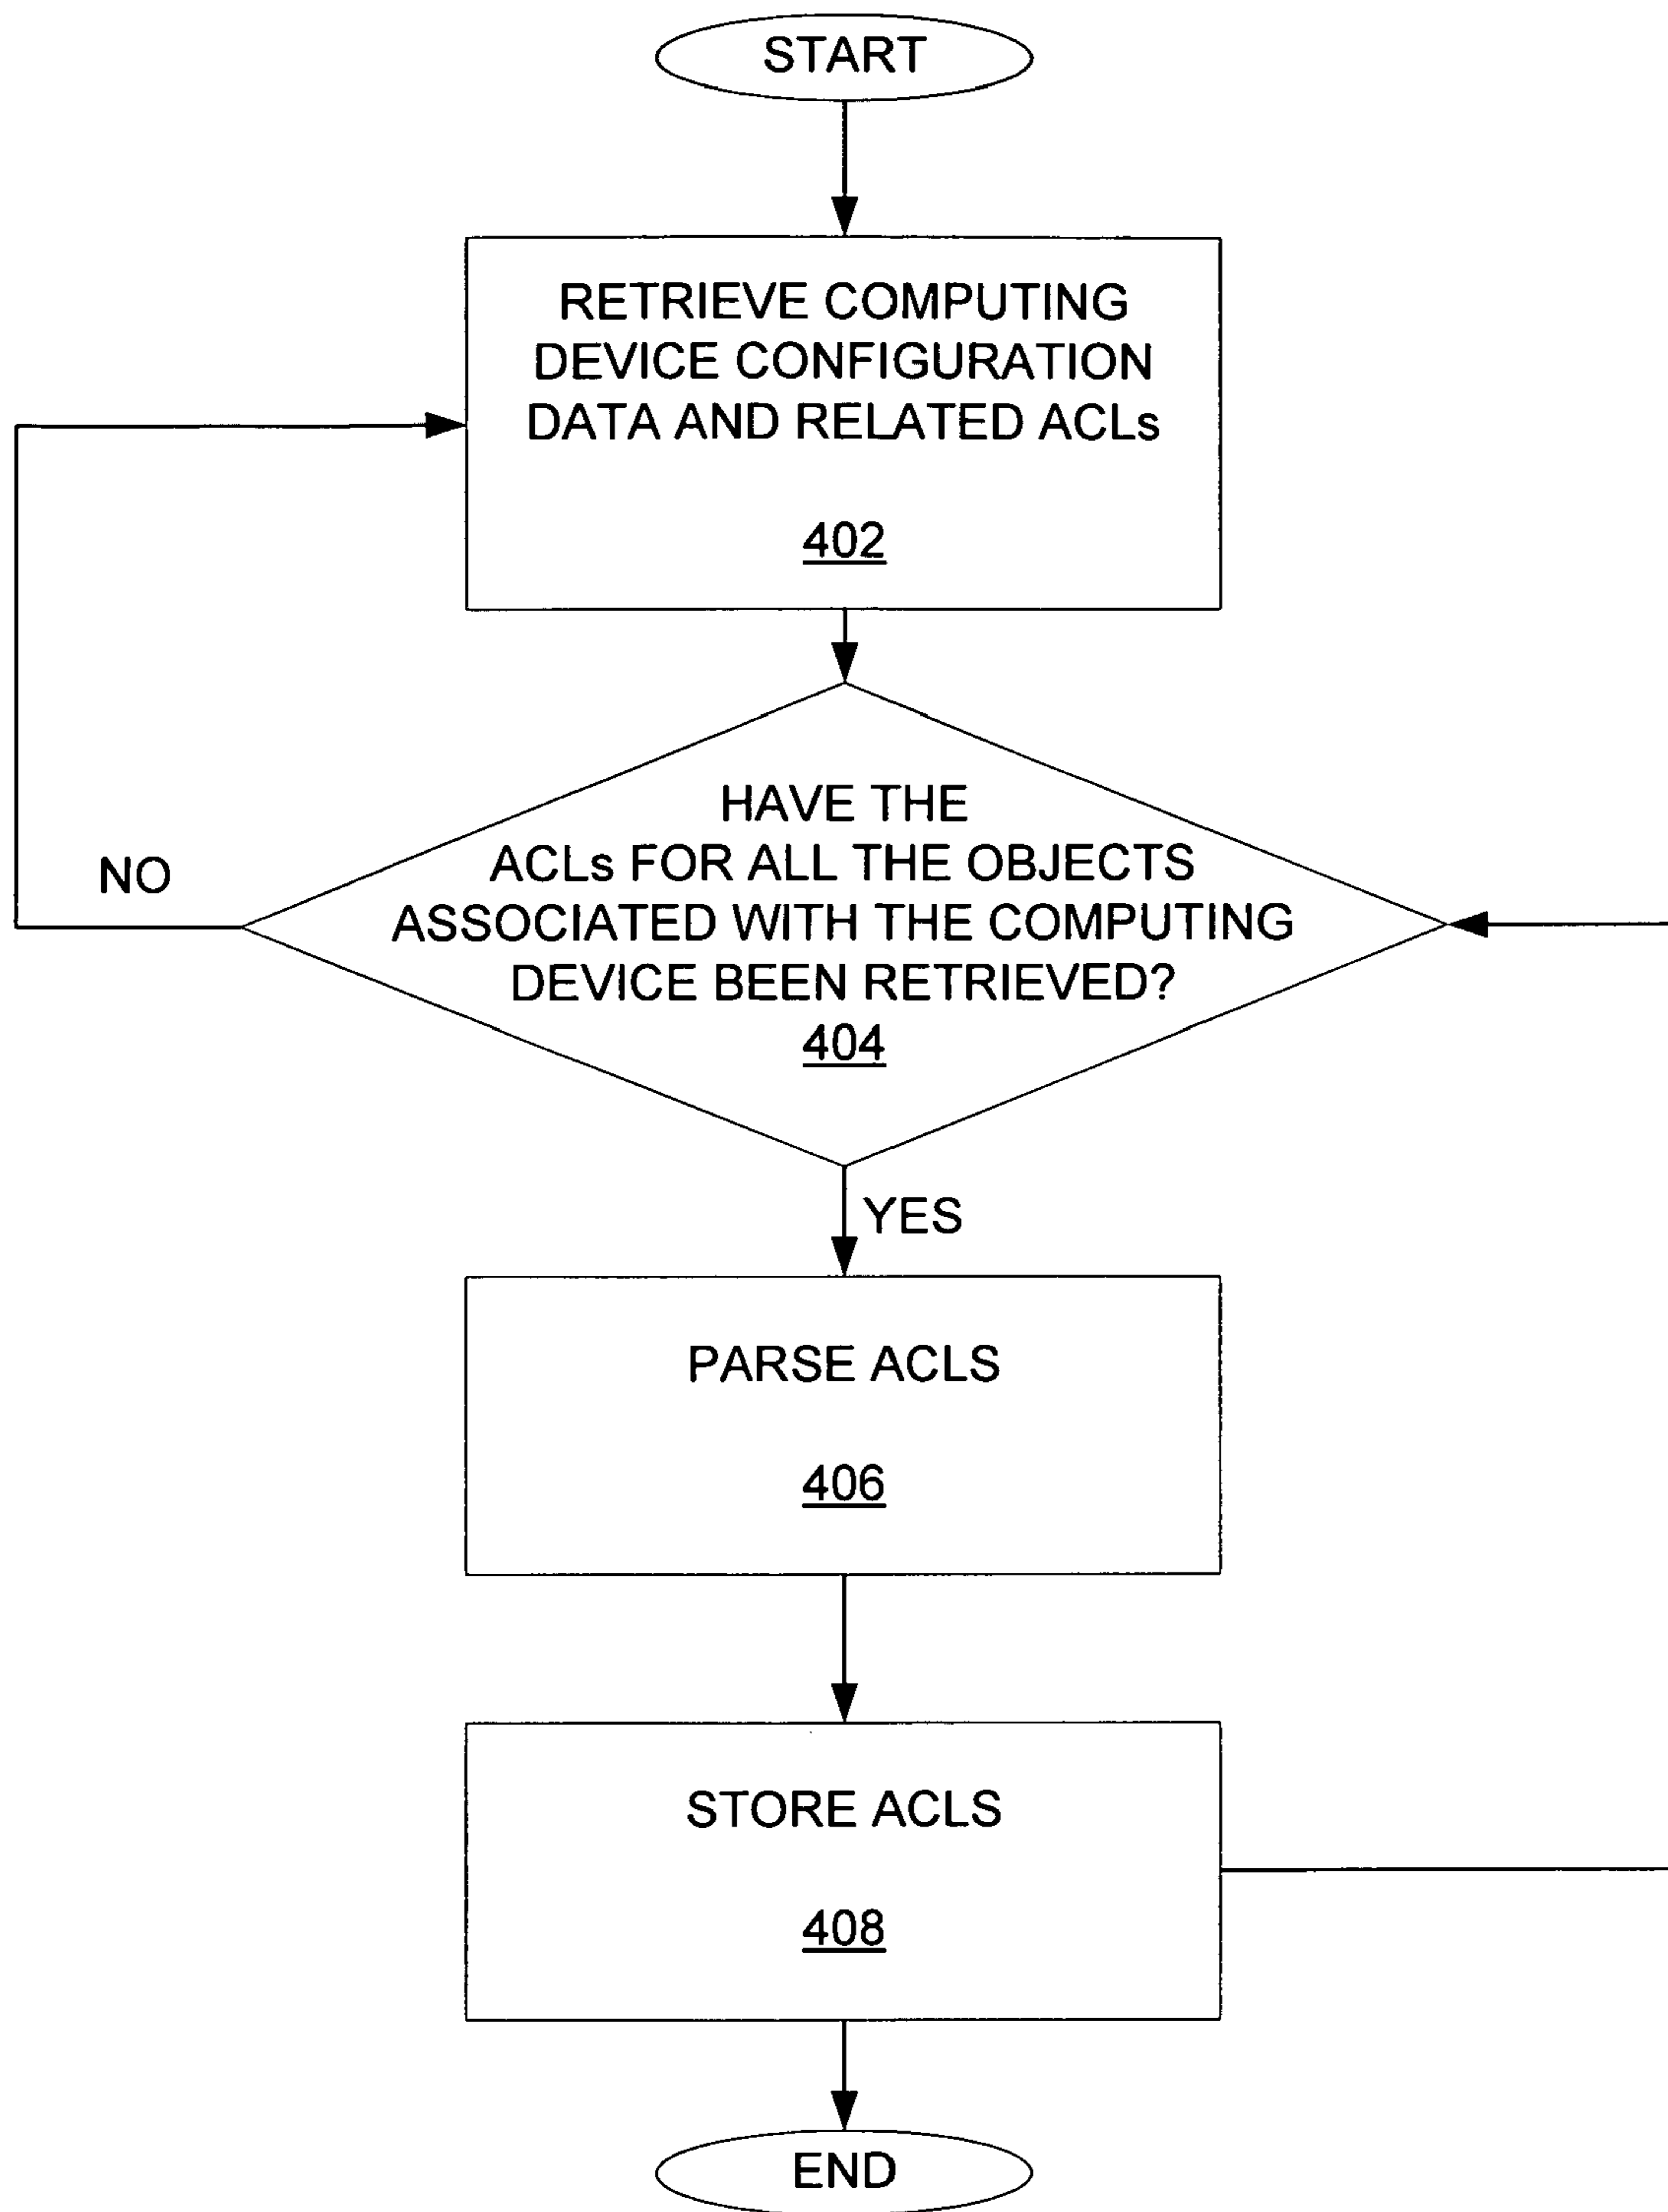 START
RETRIEVE COMPUTING
DEVICE CONFIGURATION
DATA AND RELATED ACLs
402
HAVE THE
ACLs FOR ALL THE OBJECTS
ASSOCIATED WITH THE COMPUTING
DEVICE BEEN RETRIEVED?
404
NO
YES
PARSE ACLS
406
STORE ACLS
408
END